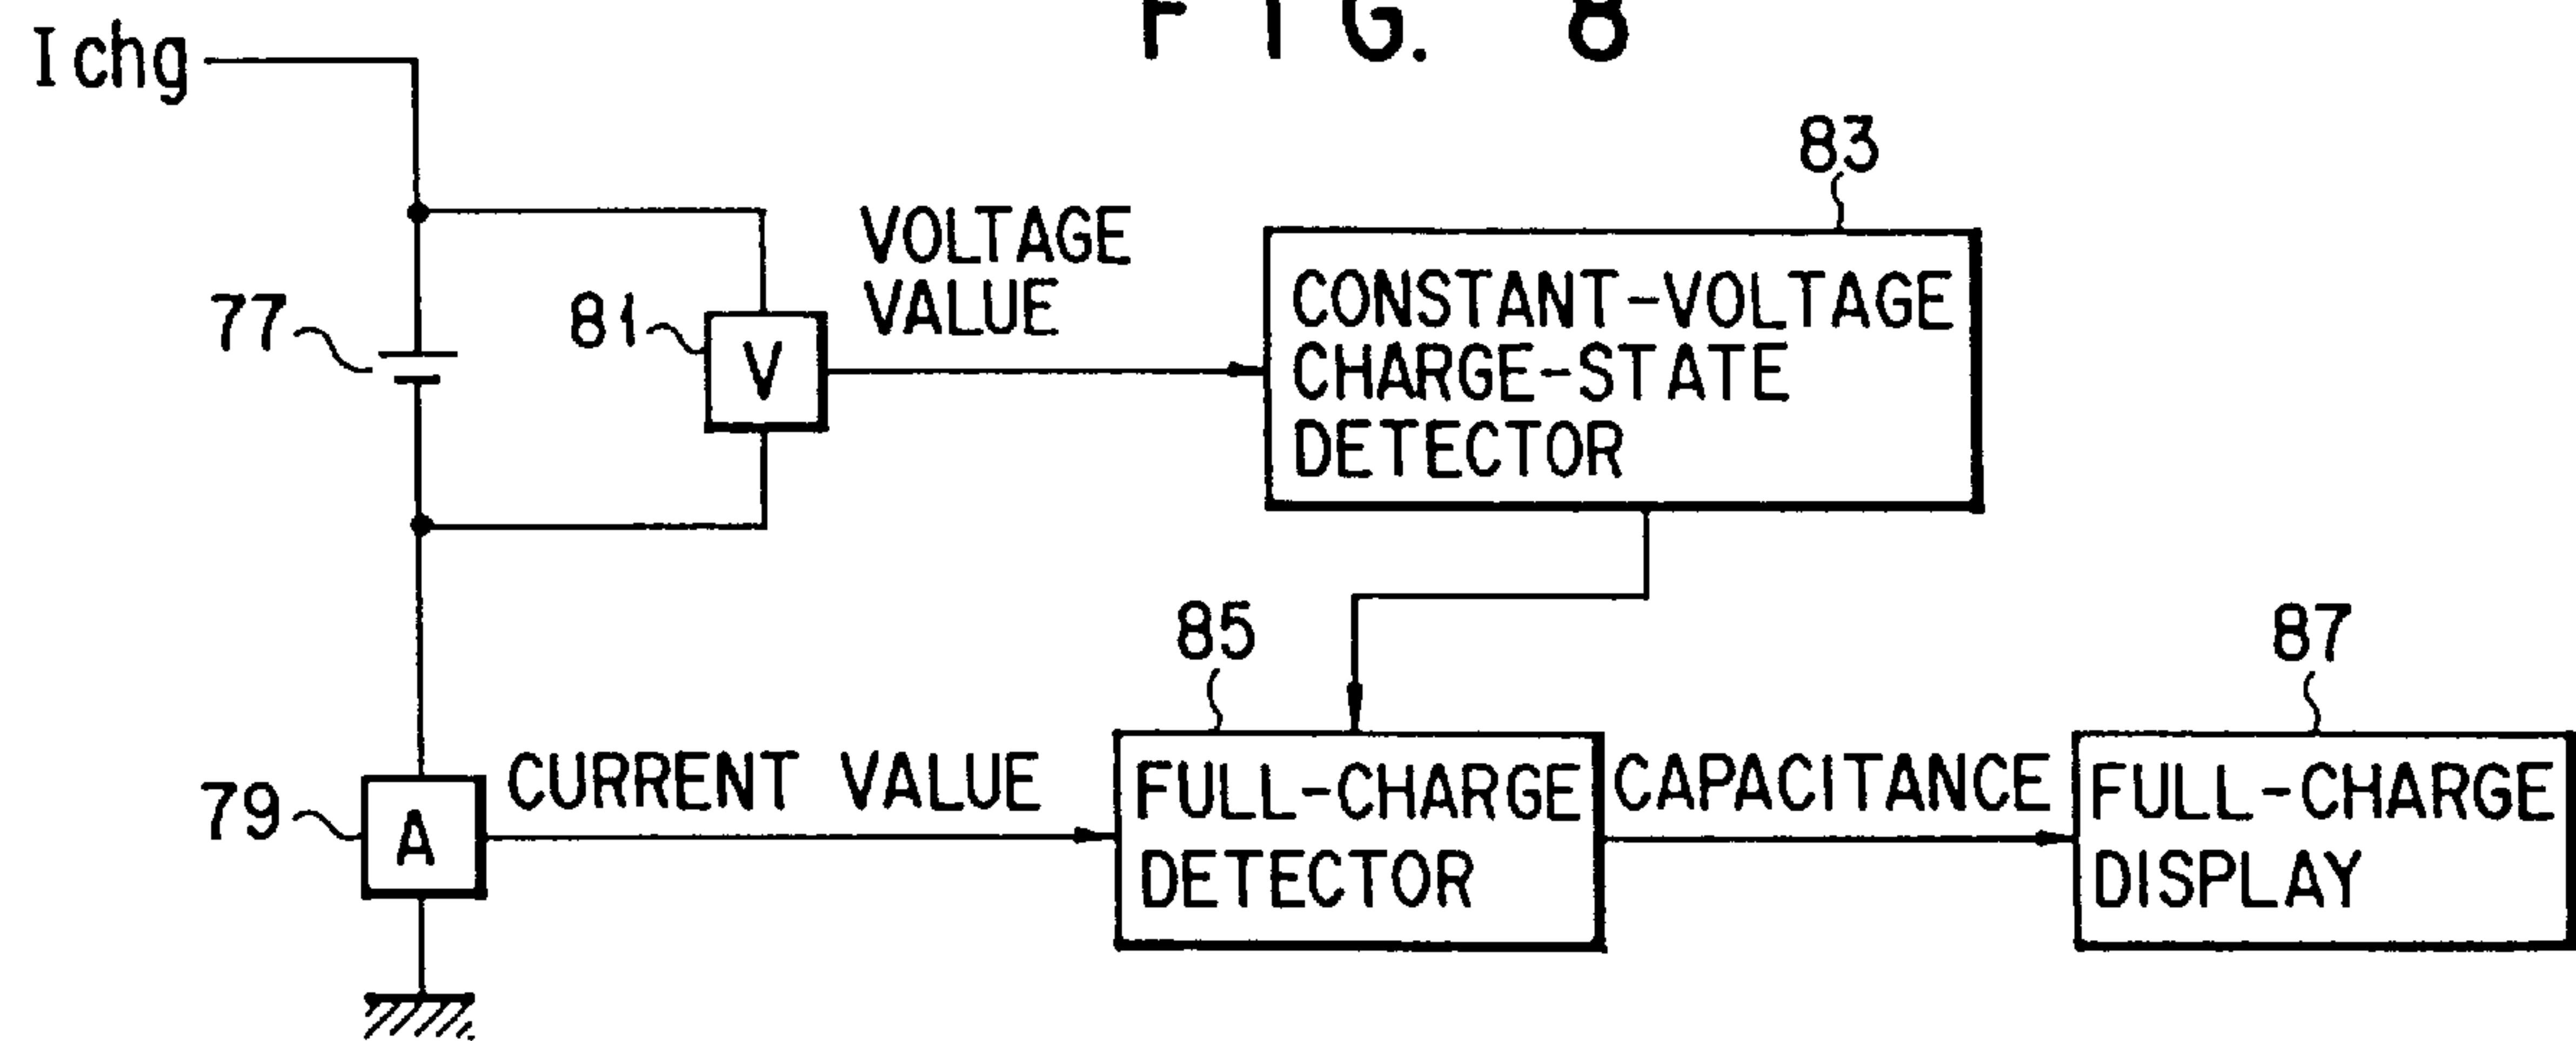 FIG. 8
Ichg
83
VOLTAGE
VALUE
77
81
V
CONSTANT-VOLTAGE
CHARGE-STATE
DETECTOR
85
87
79
A
CURRENT VALUE
FULL-CHARGE
DETECTOR
CAPACITANCE
FULL-CHARGE
DISPLAY